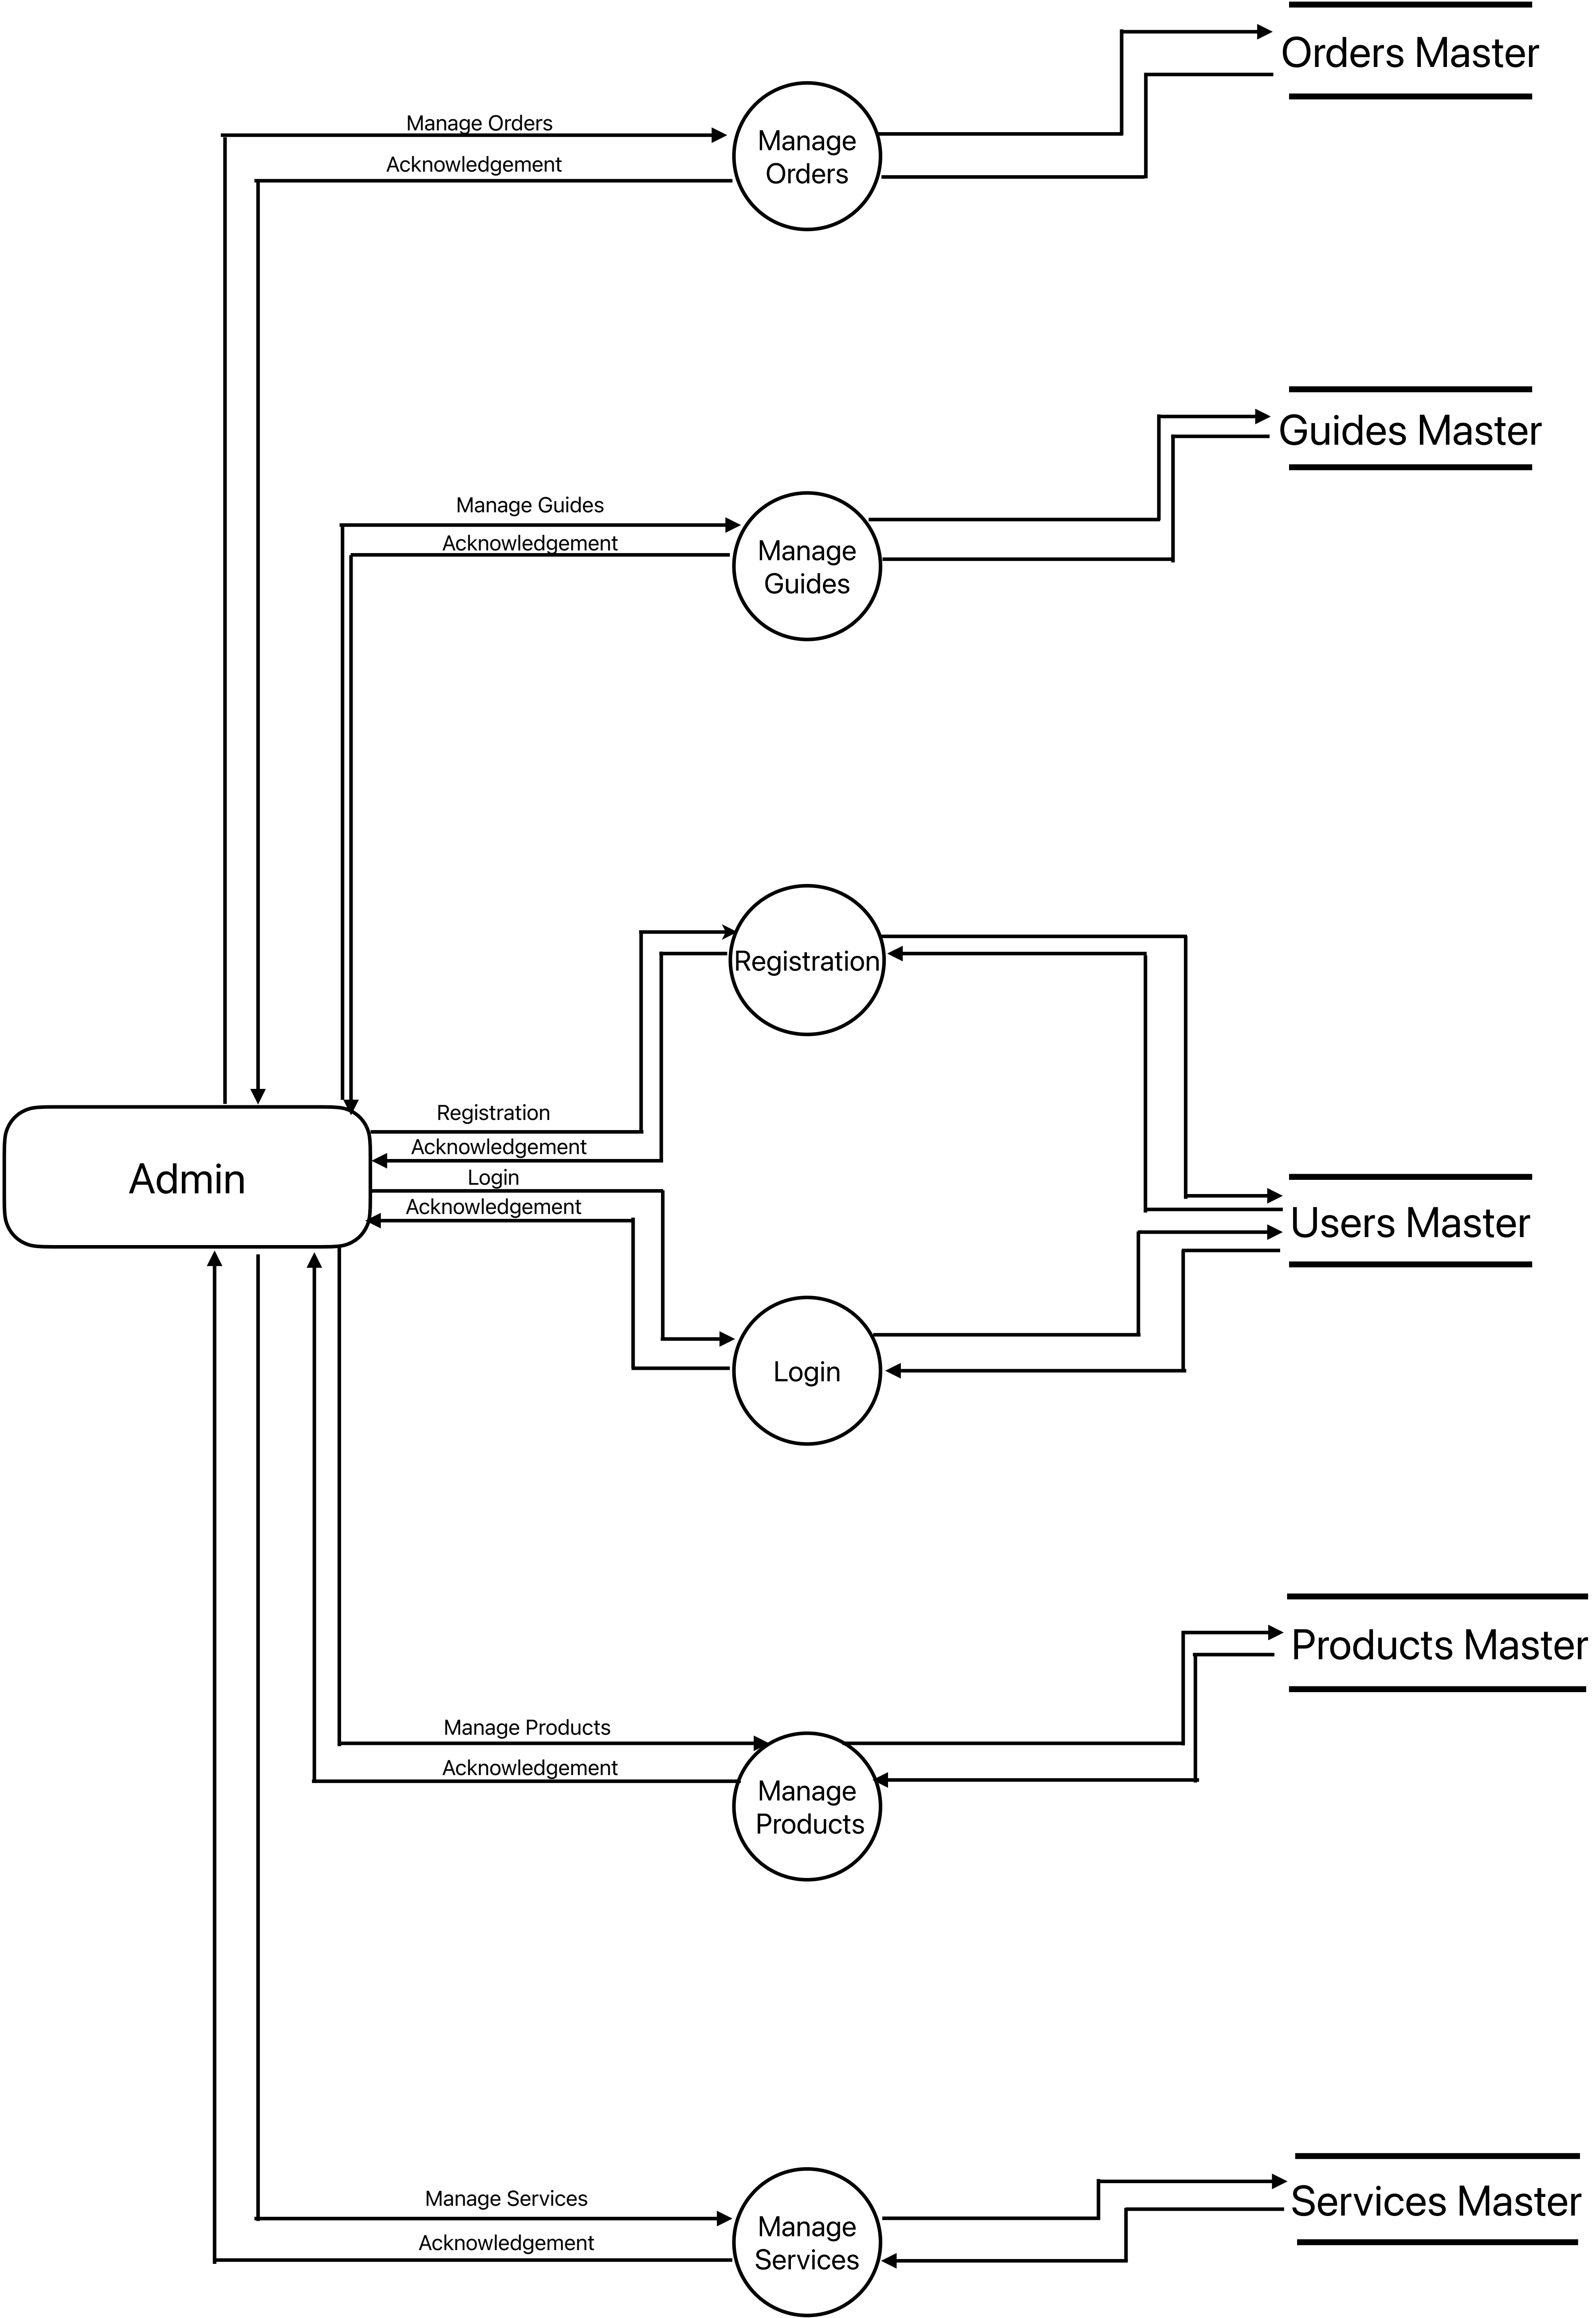 Orders Master
Manage Orders
Manage
Orders
Acknowledgement
Guides Master
Manage Guides
Acknowledgement
Manage
Guides
Registration
Registration
Acknowledgement
Admin
Login
Acknowledgement
Users Master
Login
Products Master
Manage Products
Acknowledgement
Manage
Products
Manage Services
Services Master
Manage
Services
Acknowledgement